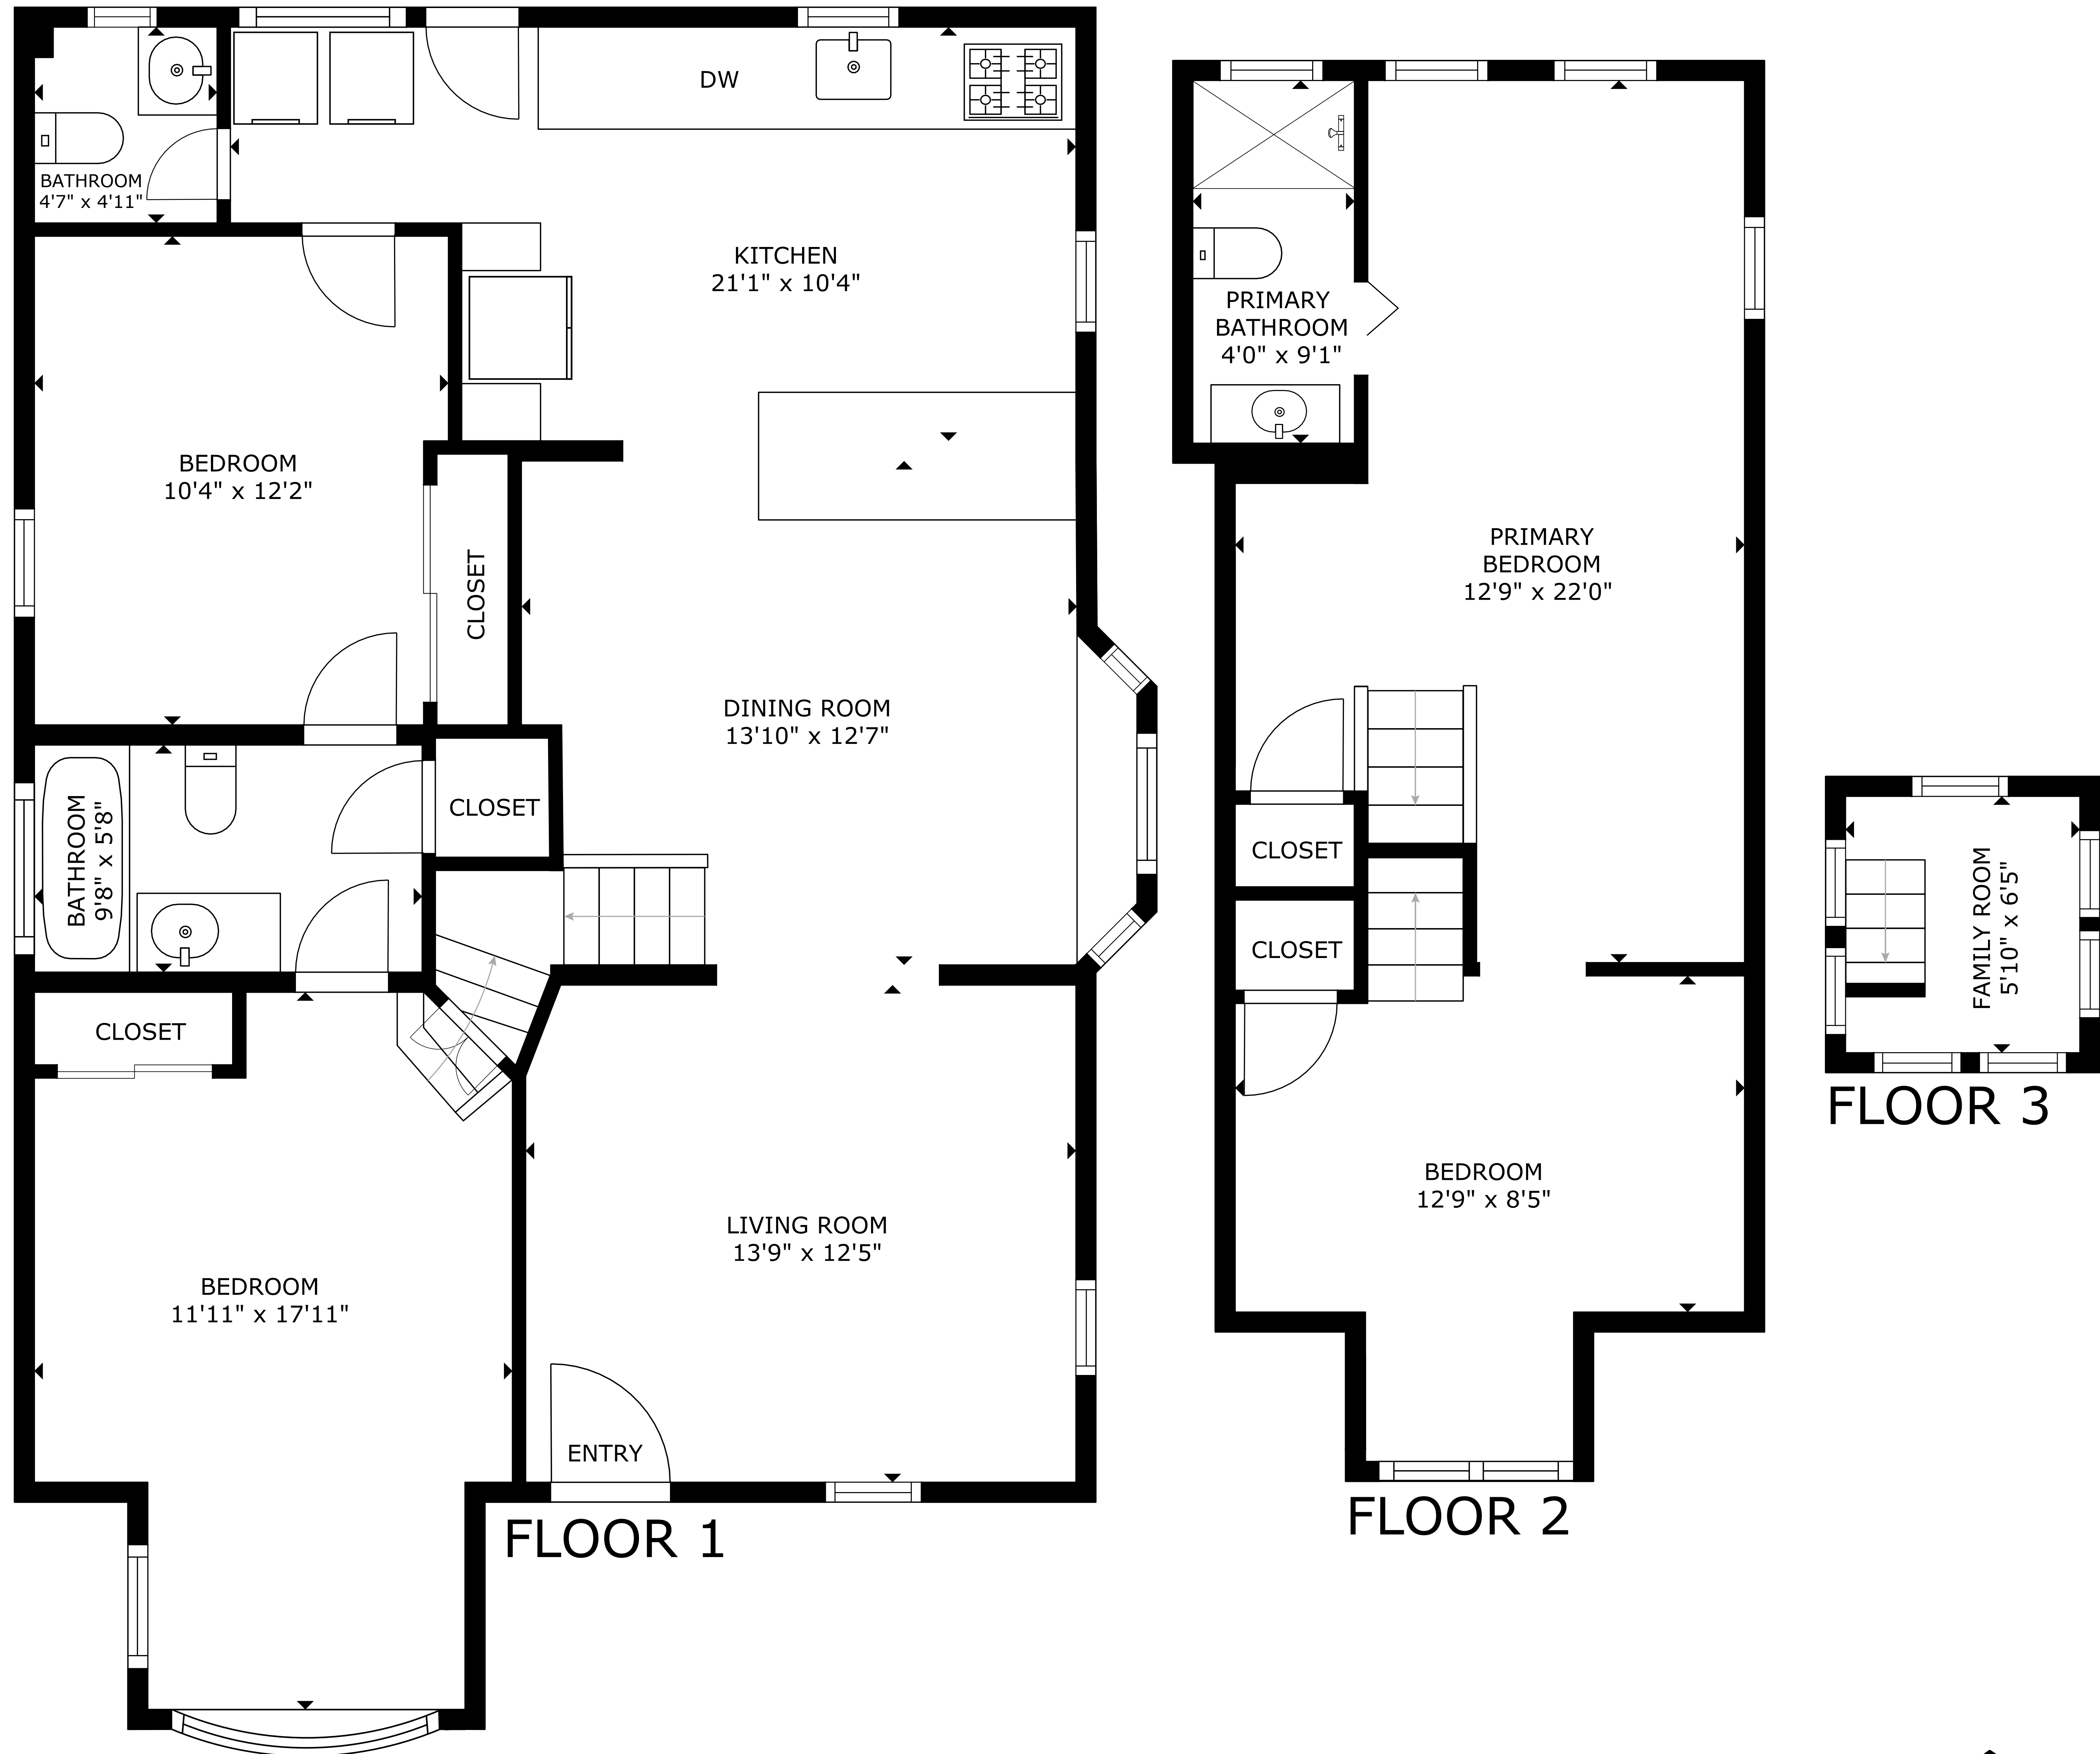 DW
BATHROOM
4'7" x 4'11"
KITCHEN
21'1" x 10'4"
BEDROOM
10'4" x 12'2"
CLOSET
DINING ROOM
13'10" x 12'7"
BATHROOM
9'8" x 5'8"
CLOSET
CLOSET
LIVING ROOM
13'9" x 12'5"
BEDROOM
11'11" x 17'11"
ENTRY
FLOOR 1
PRIMARY
BATHROOM
4'0" x 9'1"
PRIMARY
BEDROOM
12'9" x 22'0"
CLOSET
CLOSET
BEDROOM
12'9" x 8'5"
FLOOR 2
FAMILY ROOM
5'10" x 6'5"
FLOOR 3